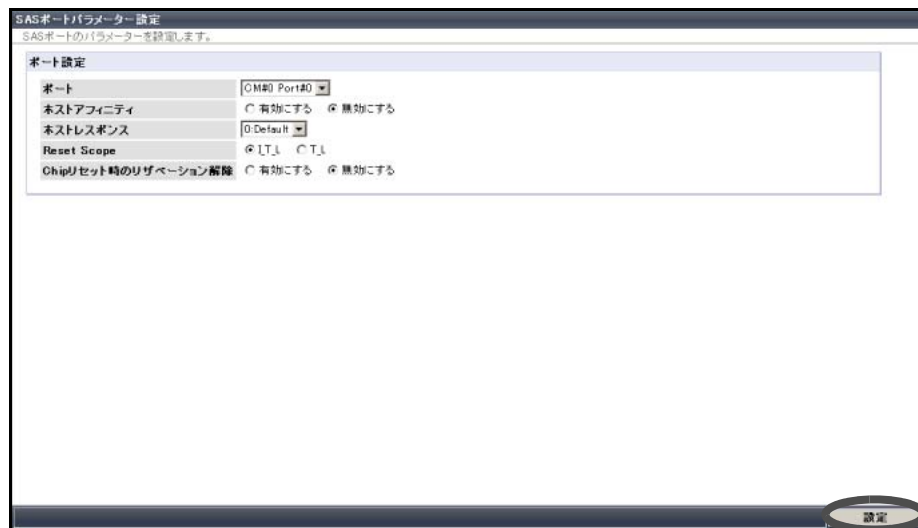 SASポートパラメーター設定
SASポートのパラメーターを設定します。
ポート設定
ポート CM#0 Port#0
ホストアフィニティ 有効にする 無効にする
ホストレスポンス 0:Default
Reset Scope I_T_L T_L
Chipリセット時のリザベーション解除 有効にする 無効にする
設定